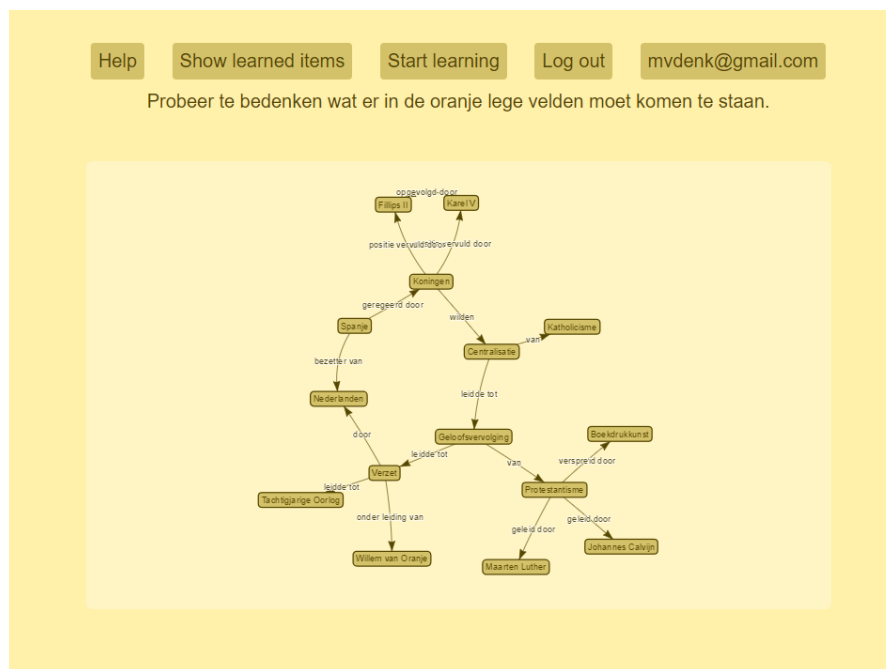 Help
Show learned items
Start learning
Log out
mvdenk@gmail.com
Probeer te bedenken wat er in de oranje lege velden moet komen te staan.
opgevolgd door
Fillips II
Karel V
positie vervuld door
vervuld door
Koningen
geregeerd door
wilden
Spanje
Katholicisme
van
Centralisatie
bezetter van
leidde tot
Nederlanden
door
Geloofsvervolging
Boekdrukkunst
leidde tot
van
verspreid door
Verzet
leidde tot
Protestantisme
Tachtigjarige Oorlog
onder leiding van
geleid door
geleid door
Johannes Calvijn
Willem van Oranje
Maarten Luther